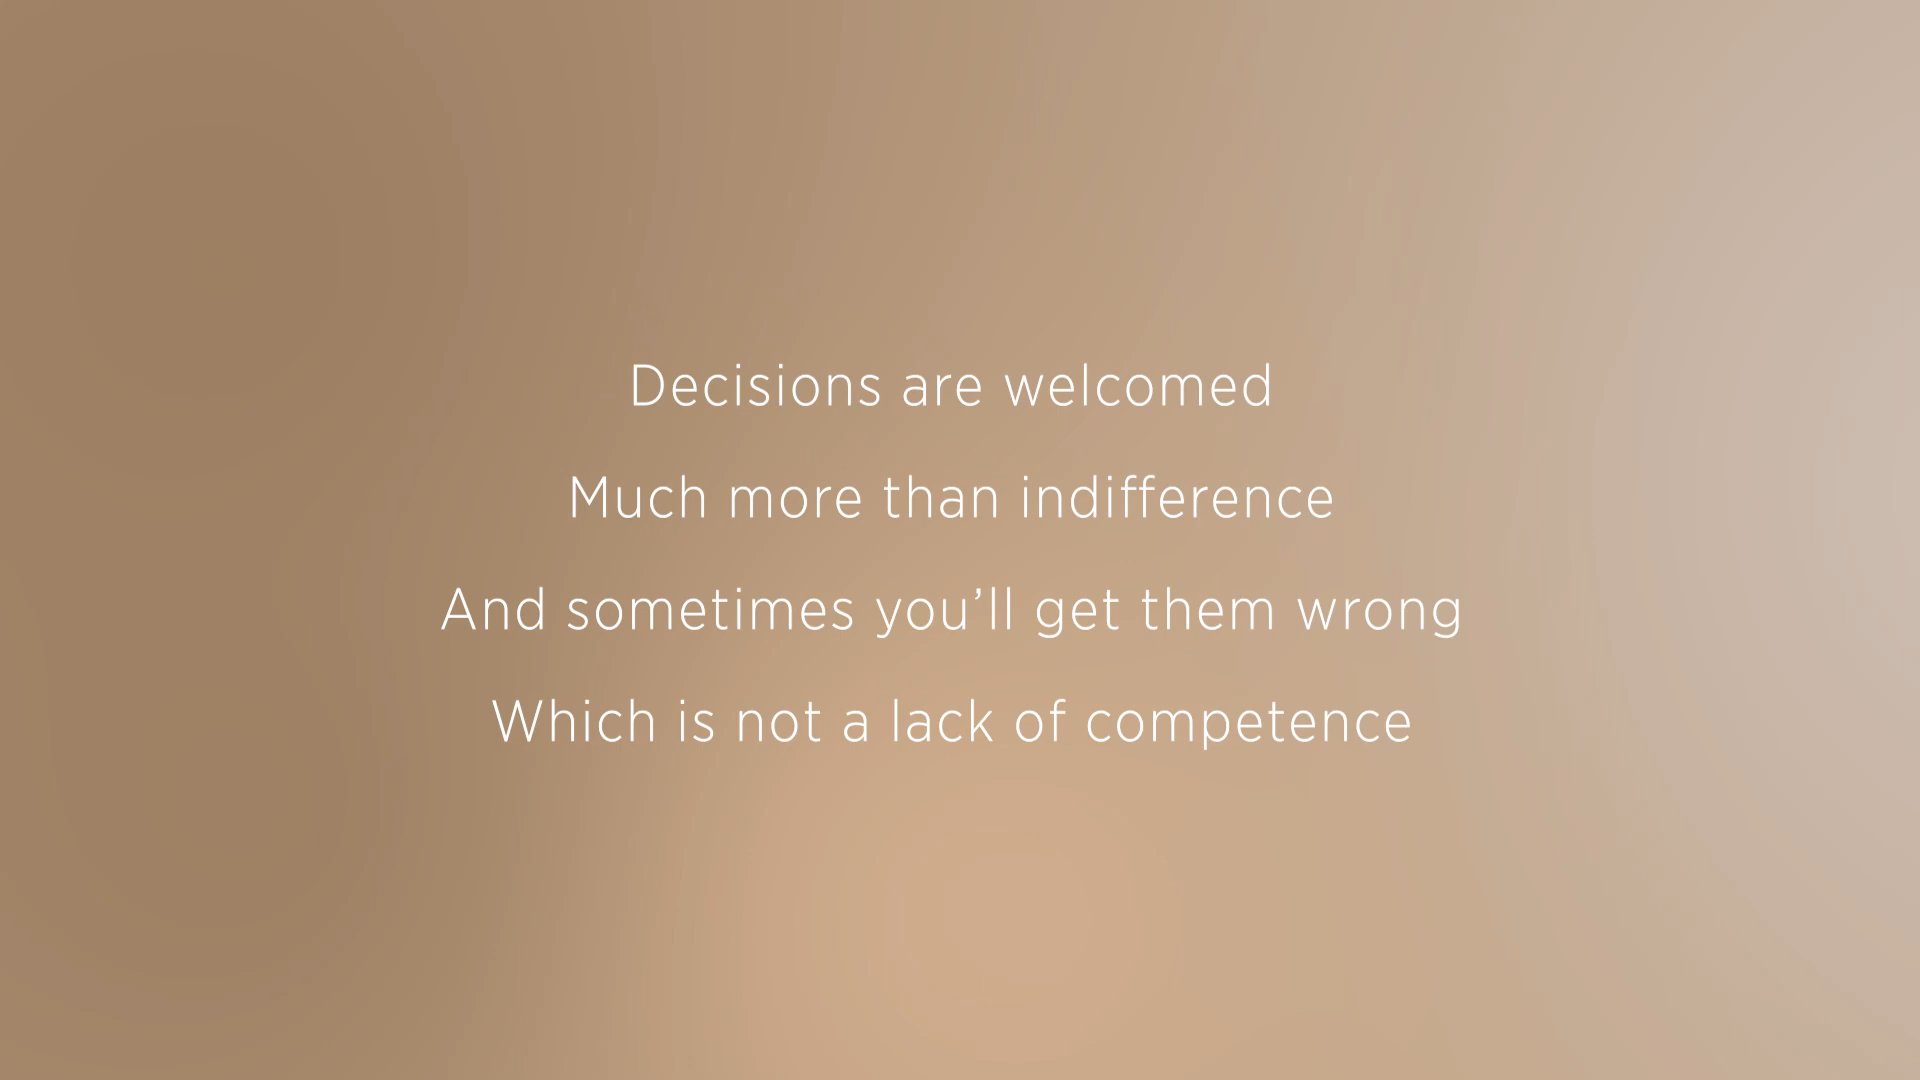 Decisions are welcomed
Much more than indifference
And sometimes you’ll get them wrong
Which is not a lack of competence